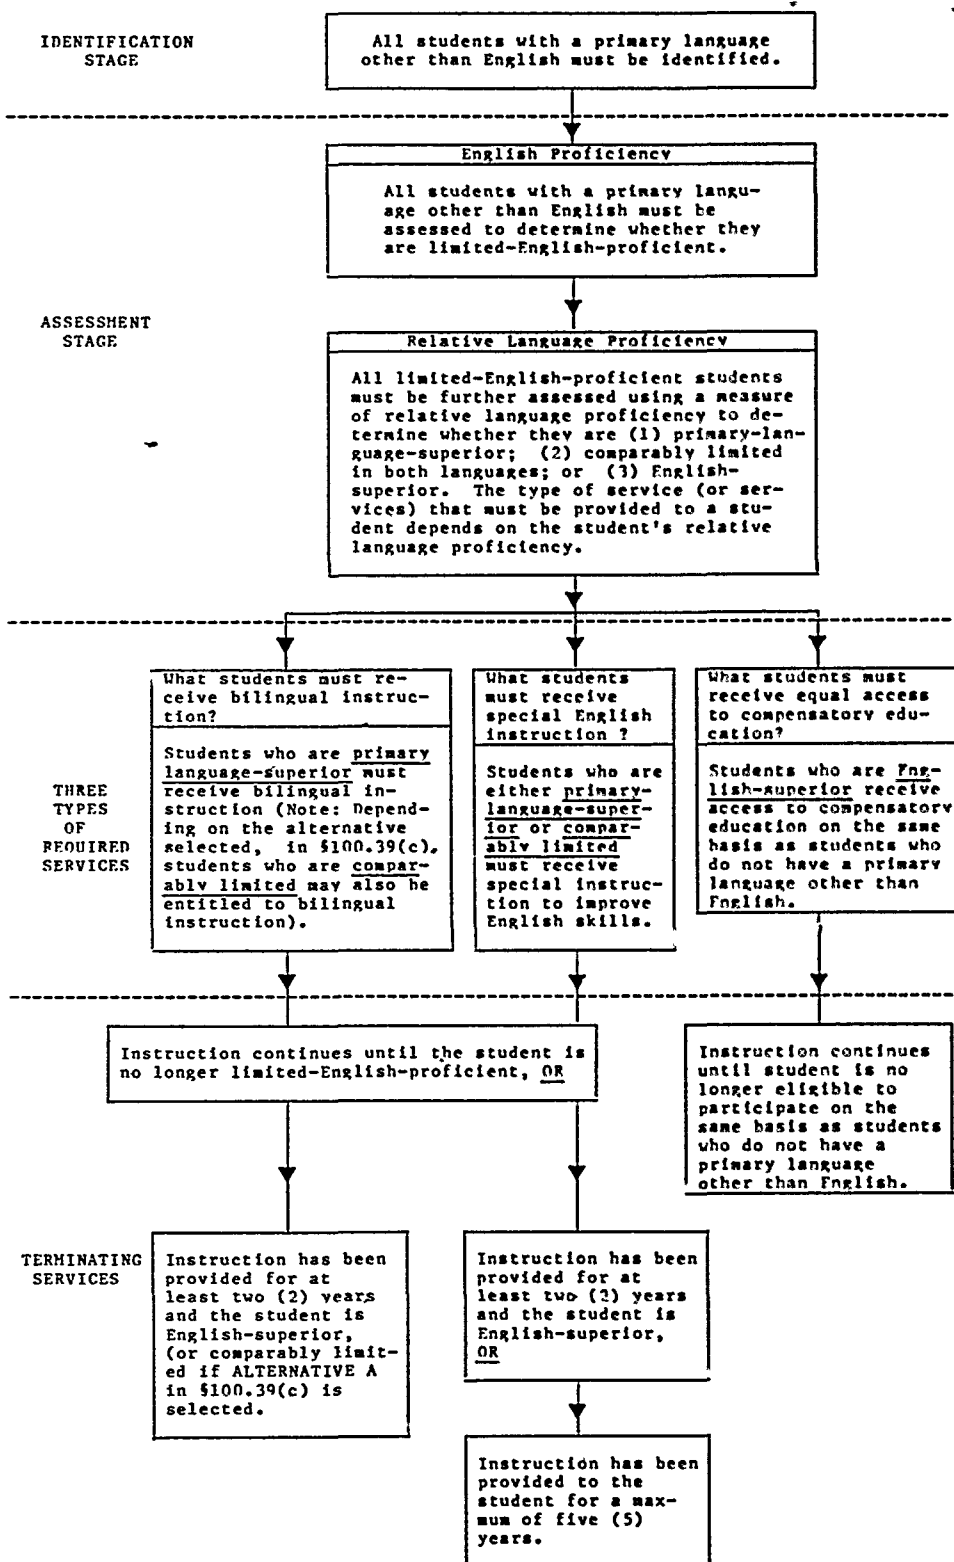 IDENTIFICATION
STAGE
All students with a primary language
other than English must be identified.
English Proficiency
All students with a primary langu-
age other than English must be
assessed to determine whether they
are limited-English-proficient.
ASSESSMENT
STAGE
Relative Language Proficiency
All limited-English-proficient students
must be further assessed using a measure
of relative language proficiency to de-
termine whether they are (1) primary-lan-
guage-superior; (2) comparably limited
in both languages; or (3) English-
superior. The type of service (or ser-
vices) that must be provided to a stu-
dent depends on the student's relative
language proficiency.
THREE
TYPES
OF
REQUIRED
SERVICES
What students must re-
ceive bilingual instruc-
tion?
Students who are primary
language-superior must
receive bilingual in-
struction (Note: Depend-
ing on the alternative
selected, in §100.39(c),
students who are compar-
ably limited may also be
entitled to bilingual
instruction).
What students
must receive
special English
instruction ?
Students who are
either primary-
language-super-
ior or compar-
ably limited
must receive
special instruc-
tion to improve
English skills.
What students must
receive equal access
to compensatory edu-
cation?
Students who are Eng-
lish-superior receive
access to compensatory
education on the same
basis as students who
do not have a primary
language other than
English.
Instruction continues until the student is
no longer limited-English-proficient, OR
Instruction continues
until student is no
longer eligible to
participate on the
same basis as students
who do not have a
primary language
other than English.
TERMINATING
SERVICES
Instruction has been
provided for at
least two (2) years
and the student is
English-superior,
(or comparably limit-
ed if ALTERNATIVE A
in §100.39(c) is
selected.
Instruction has been
provided for at
least two (2) years
and the student is
English-superior,
OR
Instruction has been
provided to the
student for a max-
mum of five (5)
years.